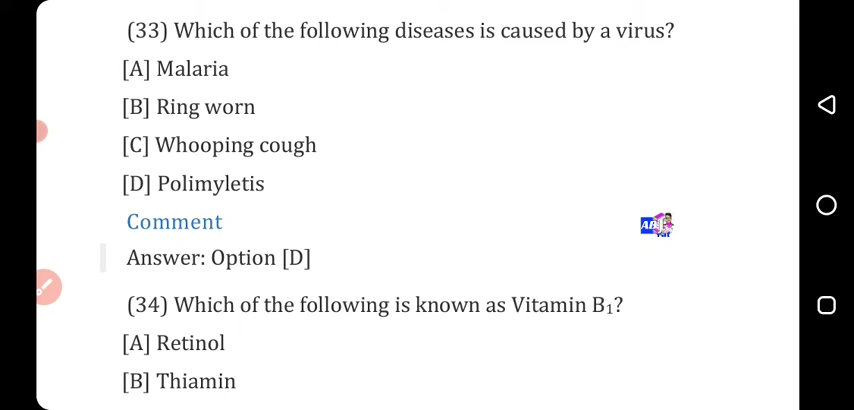 (33) Which of the following diseases is caused by a virus?
[A] Malaria
[B] Ring worn
[C] Whooping cough
[D] Polimyletis
Comment
Answer: Option [D]
(34) Which of the following is known as Vitamin B₁?
[A] Retinol
[B] Thiamin